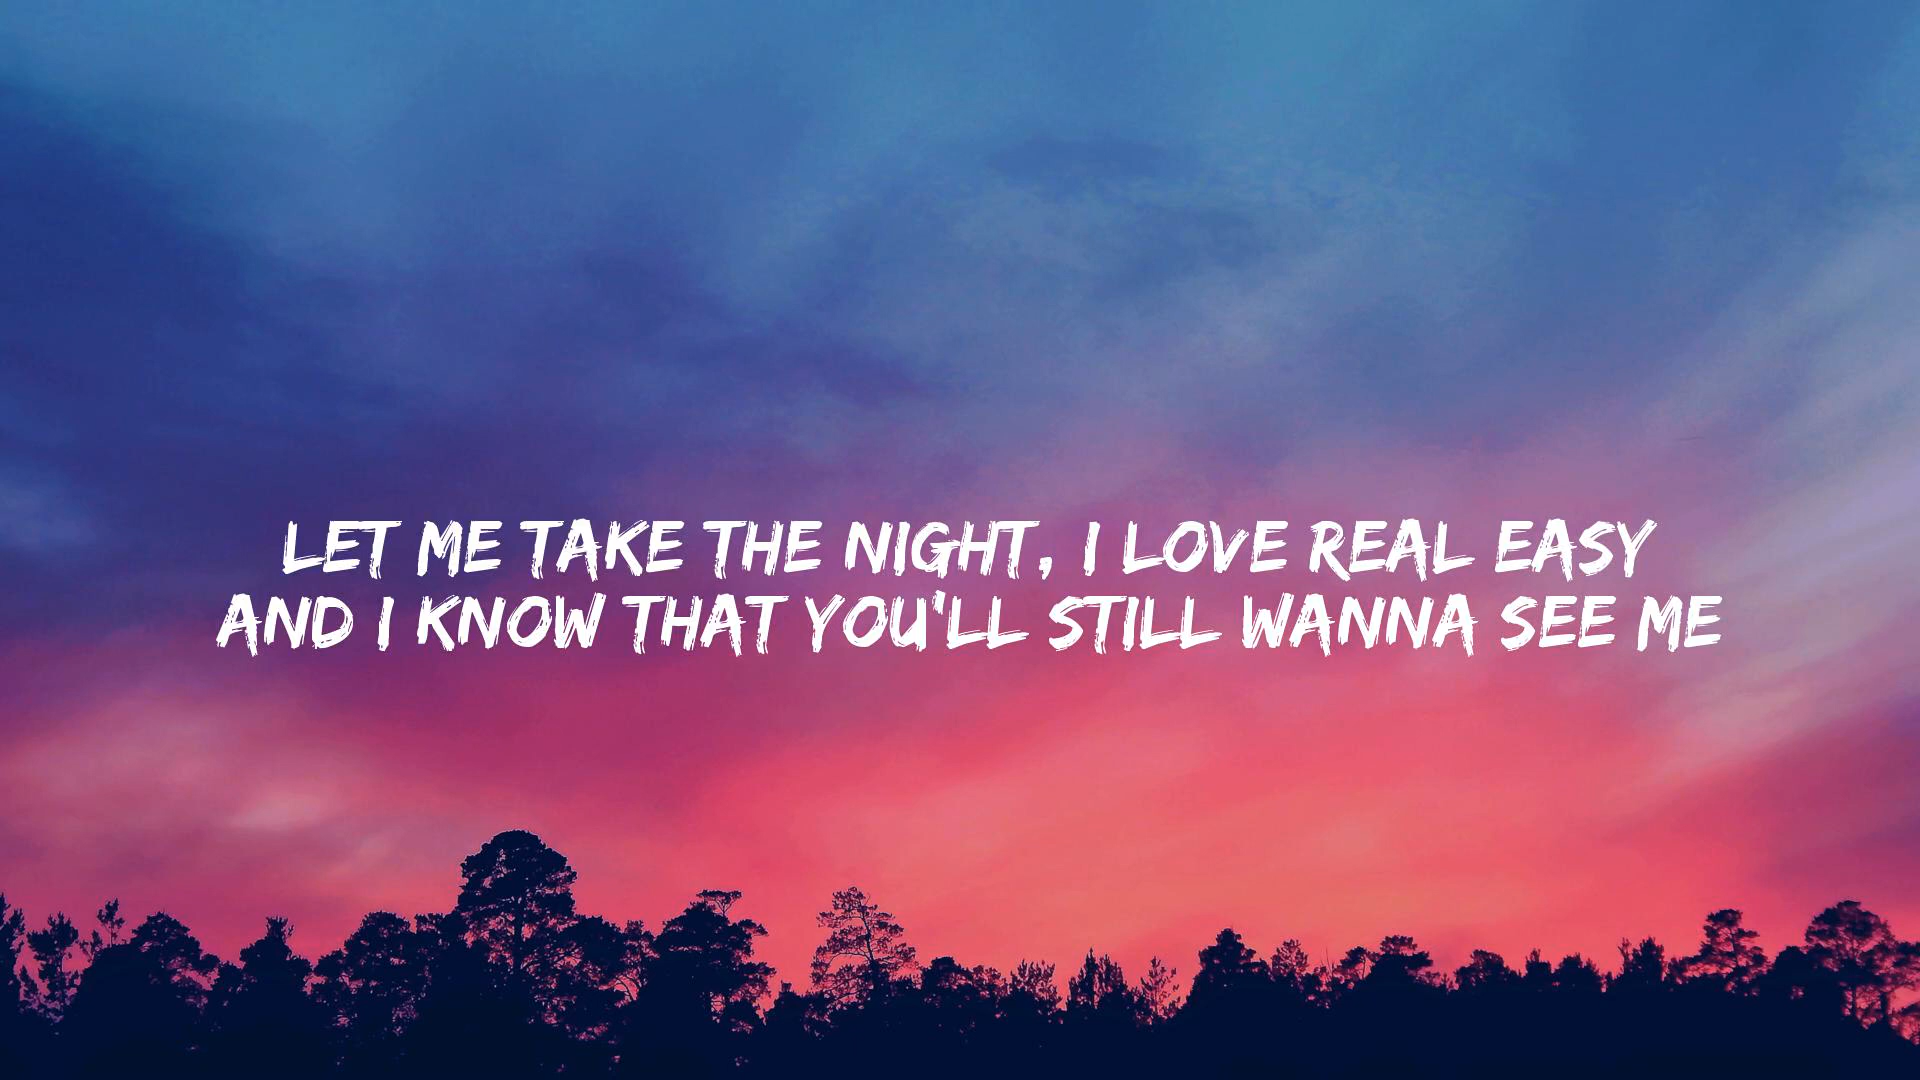 LET ME TAKE THE NIGHT, I LOVE REAL EASY
AND I KNOW THAT YOU'LL STILL WANNA SEE ME